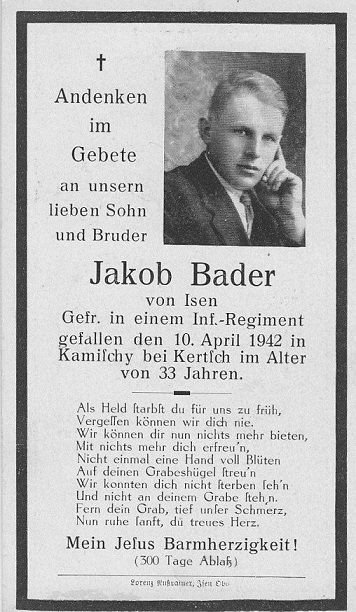 Andenken
im
Gebete
an unsern
lieben Sohn
und Bruder
Jakob Bader
von Isen
Gefr. in einem Inf.-Regiment
gefallen den 10. April 1942 in
Kamiſchy bei Kertſch im Alter
von 33 Jahren.
Als Held ſtarbſt du für uns zu früh,
Vergeſſen können wir dich nie.
Wir können dir nun nichts mehr bieten,
Mit nichts mehr dich erfreu'n,
Nicht einmal eine Hand voll Blüten
Auf deinen Grabeshügel ſtreu'n
Wir konnten dich nicht ſterben ſeh'n
Und nicht an deinem Grabe ſteh,n.
Fern dein Grab, tief unſer Schmerz,
Nun ruhe ſanft, dü treues Herz.
Mein Jeſus Barmherzigkeit!
(300 Tage Ablaß)
Lorenz Nußrainer, Iſen Obb